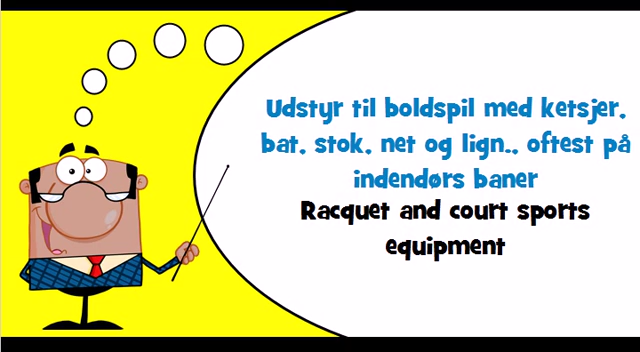 Udstyr til boldspil med ketsjer,
bat, stok, net og lign., oftest på
indendørs baner
Racquet and court sports
equipment